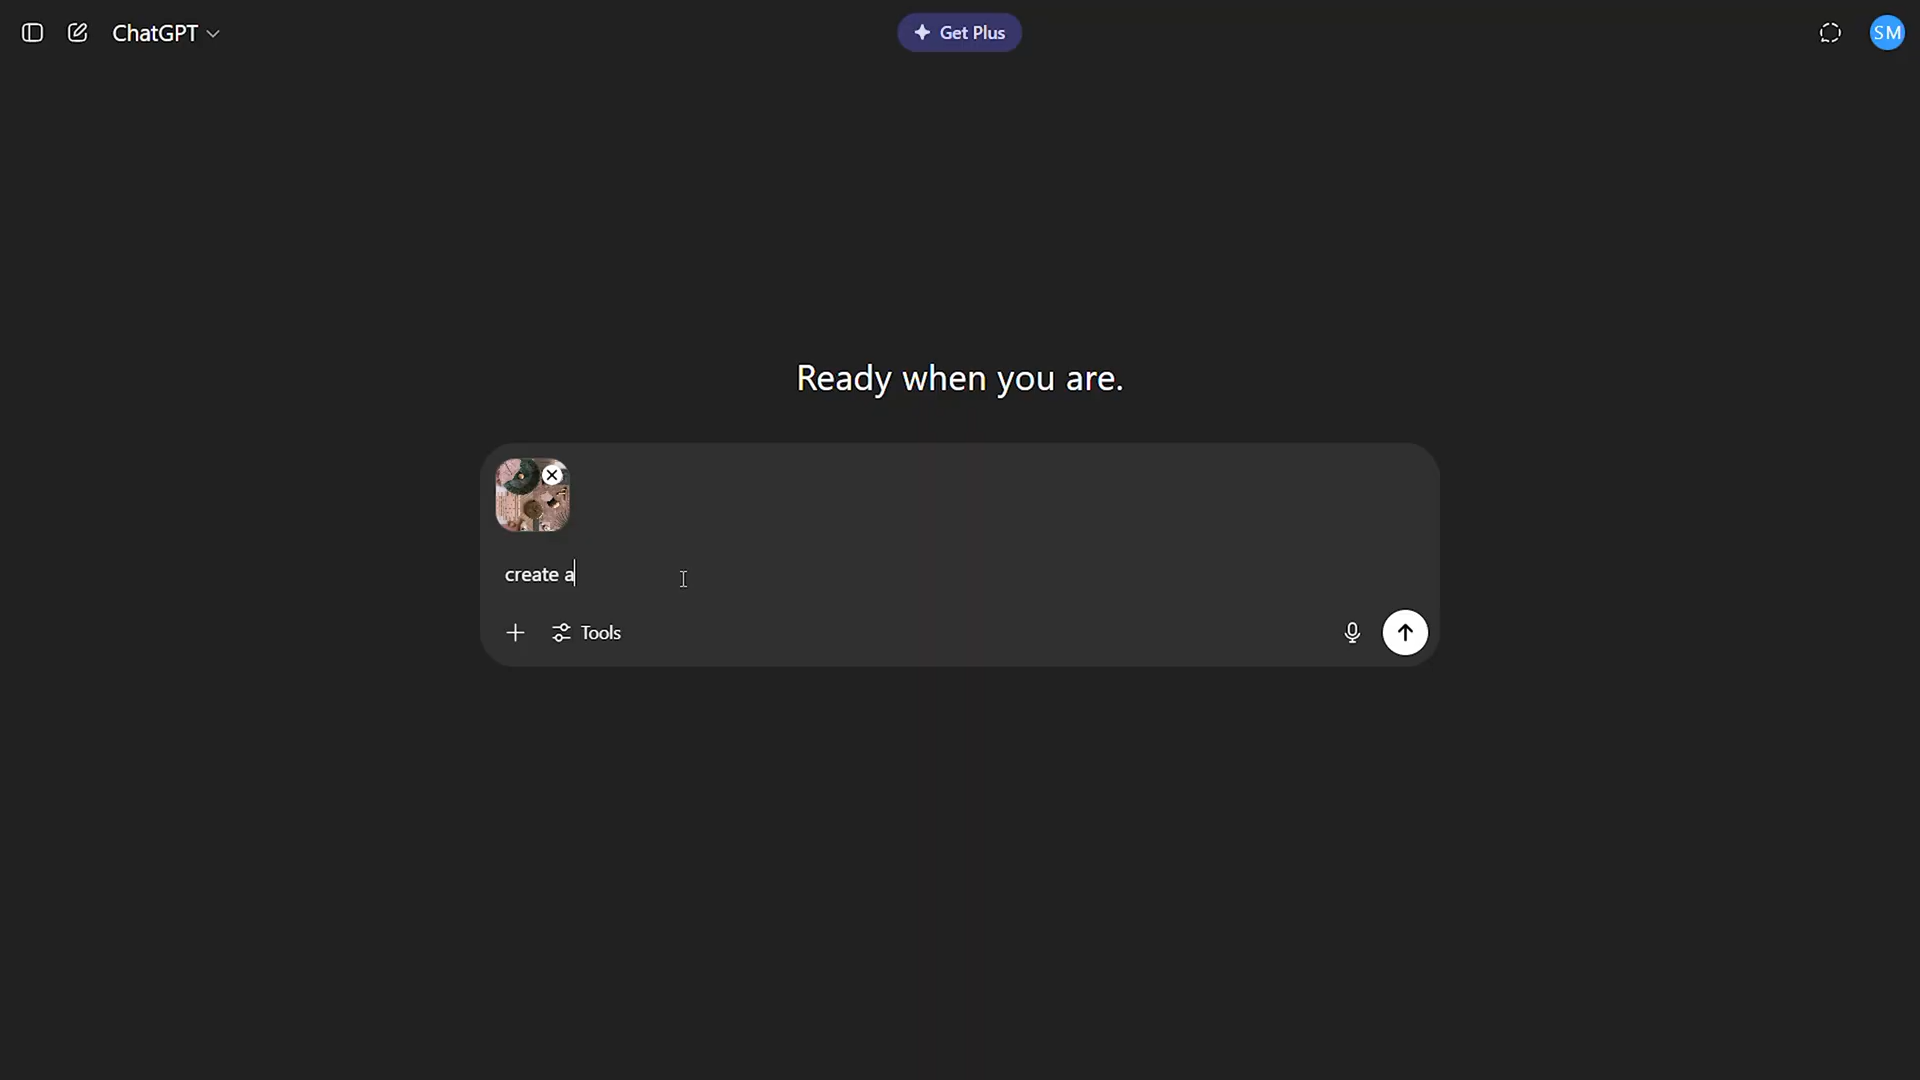 ChatGPT
Get Plus
SM
Ready when you are.
create a
Tools